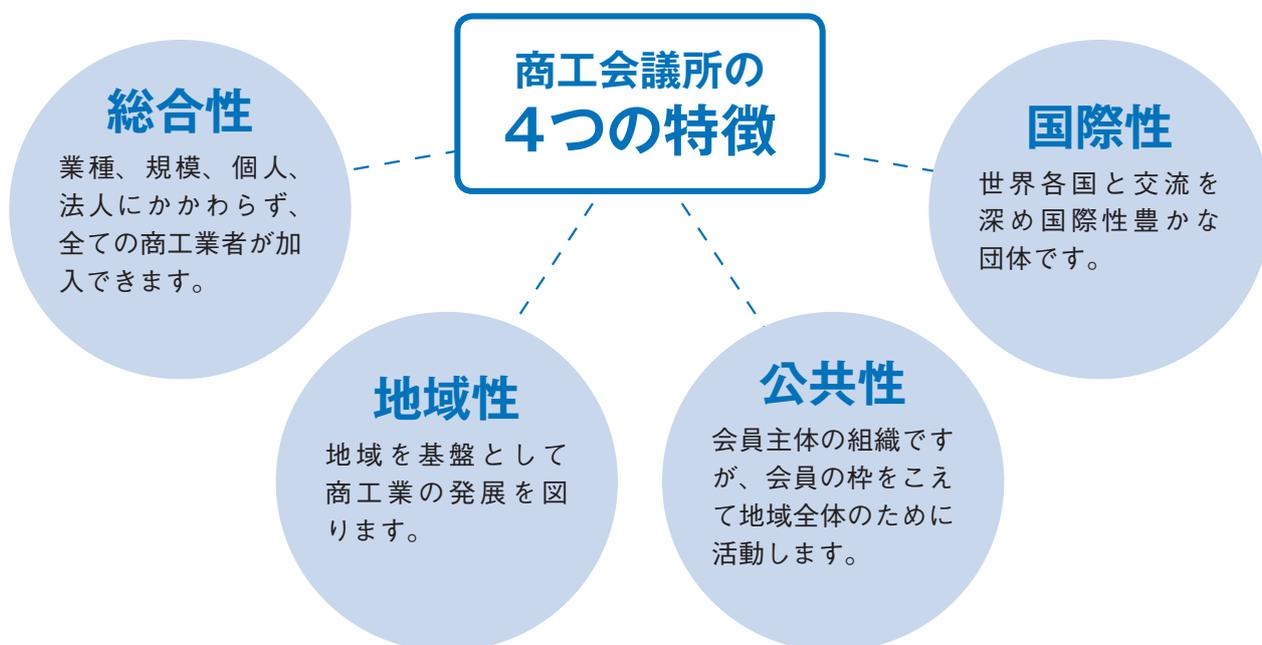 商工会議所の
4つの特徴
総合性
業種、規模、個人、
法人にかかわらず、
全ての商工業者が加
入できます。
地域性
地域を基盤として
商工業の発展を図
ります。
公共性
会員主体の組織です
が、会員の枠をこえ
て地域全体のために
活動します。
国際性
世界各国と交流を
深め国際性豊かな
団体です。